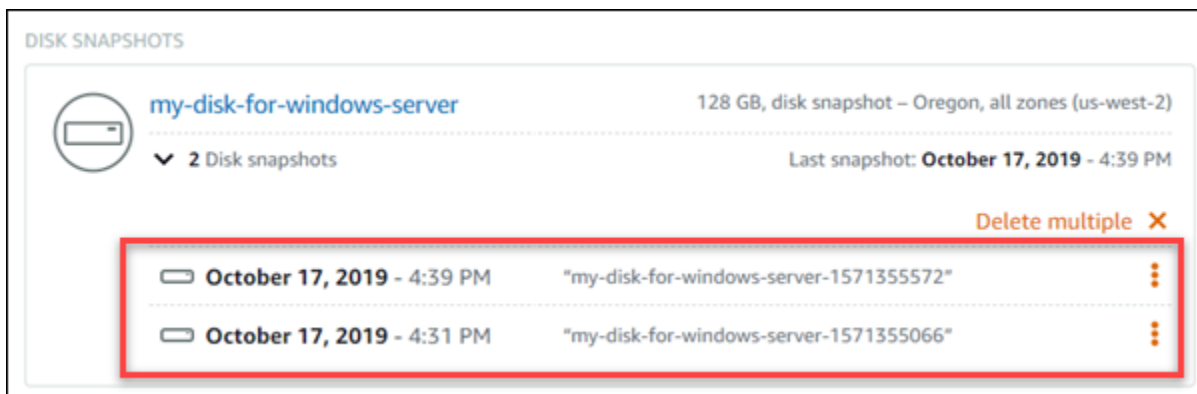 DISK SNAPSHOTS
my-disk-for-windows-server 128 GB, disk snapshot – Oregon, all zones (us-west-2)
2 Disk snapshots Last snapshot: October 17, 2019 - 4:39 PM
Delete multiple
October 17, 2019 - 4:39 PM "my-disk-for-windows-server-1571355572"
October 17, 2019 - 4:31 PM "my-disk-for-windows-server-1571355066"